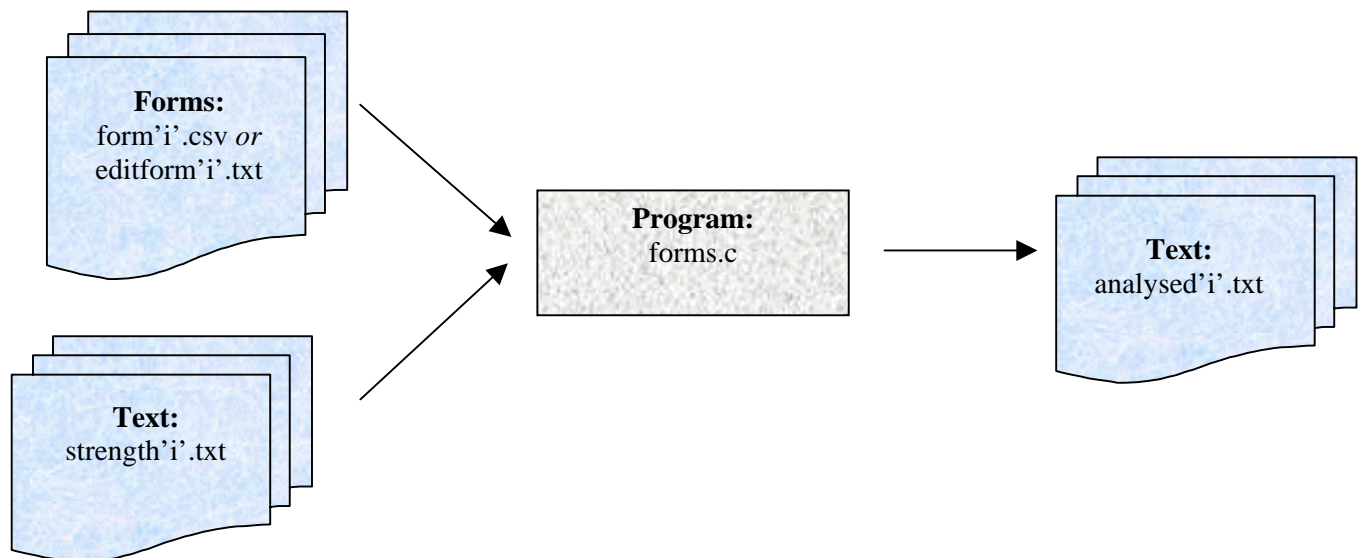 Forms:
form’i’.csv or
editform’i’.txt
Program:
forms.c
Text:
analysed’i’.txt
Text:
strength’i’.txt